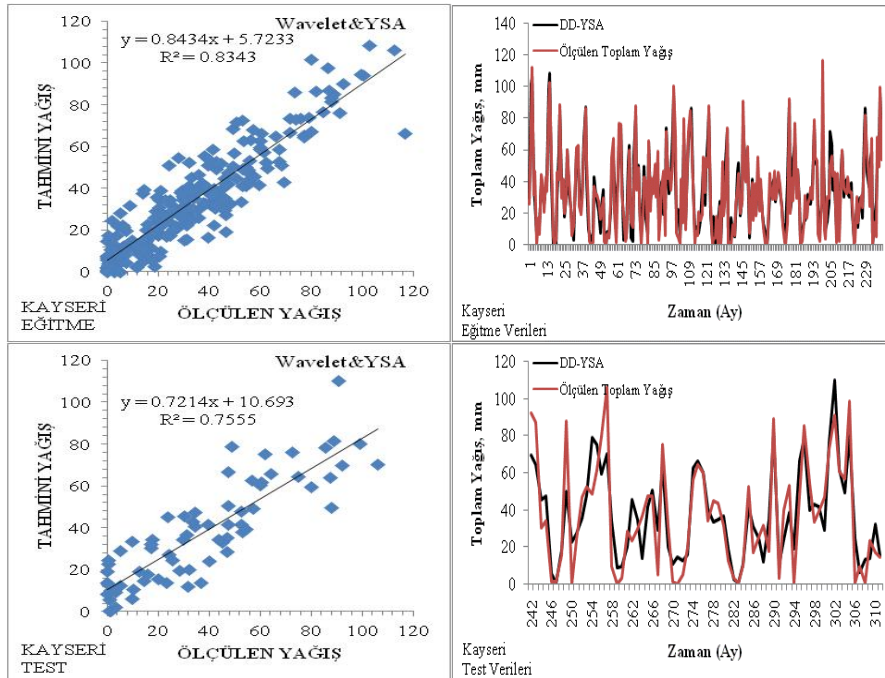 Wavelet&YSA
y = 0.8434x + 5.7233
R² = 0.8343
TAHMİNİ YAĞIŞ
120
100
80
60
40
20
0
0 20 40 60 80 100 120
ÖLÇÜLEN YAĞIŞ
KAYSERİ
EĞİTME
DD-YSA
Ölçülen Toplam Yağış
Toplam Yağış, mm
140
120
100
80
60
40
20
0
1 13 25 37 49 61 73 85 97 109 121 133 145 157 169 181 193 205 217 229
Zaman (Ay)
Kayseri
Eğitme Verileri
Wavelet&YSA
y = 0.7214x + 10.693
R² = 0.7555
TAHMİNİ YAĞIŞ
120
100
80
60
40
20
0
0 20 40 60 80 100 120
ÖLÇÜLEN YAĞIŞ
KAYSERİ
TEST
DD-YSA
Ölçülen Toplam Yağış
Toplam Yağış, mm
120
100
80
60
40
20
0
242 246 250 254 258 262 266 270 274 278 282 286 290 294 298 302 306 310
Zaman (Ay)
Kayseri
Test Verileri